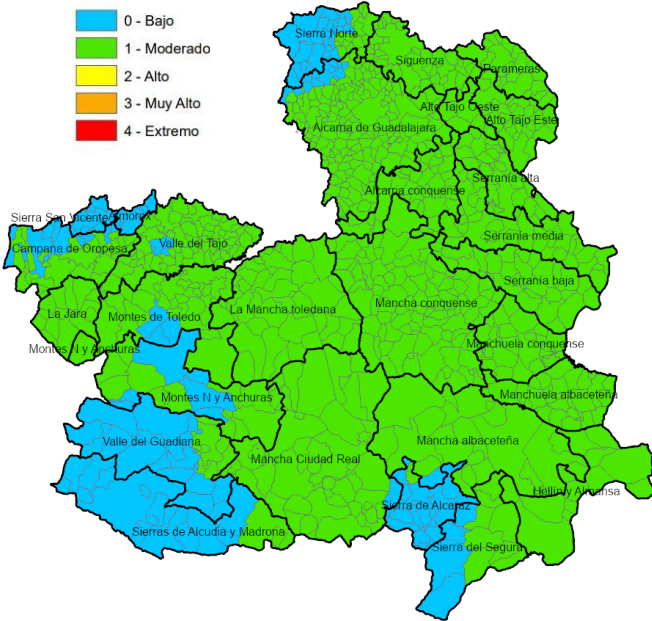 0 - Bajo
1 - Moderado
2 - Alto
3 - Muy Alto
4 - Extremo
Sierra Norte
Siguenza
Parameras
Alto Tajo Oeste
Alto Tajo Este
Alcarria de Guadalajara
Alcarria conquense
Serranía alta
Sierra San Vicente
Campana de Oropesa
Valle del Tajo
Serranía media
Serranía baja
La Jara
Montes de Toledo
La Mancha toledana
Mancha conquense
Montes N y Anchuras
Manchuela conquense
Montes N y Anchuras
Manchuela albaceteña
Valle del Guadiana
Mancha Ciudad Real
Mancha albaceteña
Hellín y Almansa
Sierra de Alcaraz
Sierras de Alcudia y Madrona
Sierra del Segura